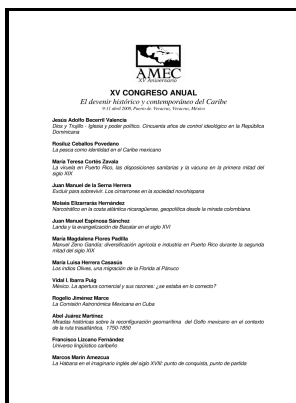 AMEC
XV Aniversario
XV CONGRESO ANUAL
El devenir histórico y contemporáneo del Caribe
9-11 abril 2008, Puerto de Veracruz, Veracruz, México
Jesús Adolfo Becerril Valencia
Dios y Trujillo - Iglesia y poder político. Cincuenta años de control ideológico en la República
Dominicana
Rosiluz Ceballos Povedano
La pesca como identidad en el Caribe mexicano
María Teresa Cortés Zavala
La viruela en Puerto Rico, las disposiciones sanitarias y la vacuna en la primera mitad del
siglo XIX
Juan Manuel de la Serna Herrera
Excluir para sobrevivir. Los cimarrones en la sociedad novohispana
Moisés Elizarrarás Hernández
Narcomótico en la costa atlántica nicaragüense, geopolítica desde la mirada colombiana
Juan Manuel Espinosa Sánchez
Landa y la evangelización de Bacalar en el siglo XVI
María Magdalena Flores Padilla
Manuel Zeno Gandía: diversificación agrícola e industria en Puerto Rico durante la segunda
mitad del siglo XIX
María Luisa Herrera Casasús
Los indios Olives, una migración de la Florida al Pánuco
Vidal I. Ibarra Puig
México. La apertura comercial y sus razones: ¿se estaba en lo correcto?
Rogelio Jiménez Marce
La Comisión Astronómica Mexicana en Cuba
Abel Juárez Martínez
Miradas históricas sobre la reconfiguración geomarítima del Golfo mexicano en el contexto
de la ruta trasatlántica, 1750-1850
Francisco Lizcano Fernández
Universo lingüístico caribeño
Marcos Marín Amezcua
La Habana en el imaginario inglés del siglo XVIII: punto de conquista, punto de partida